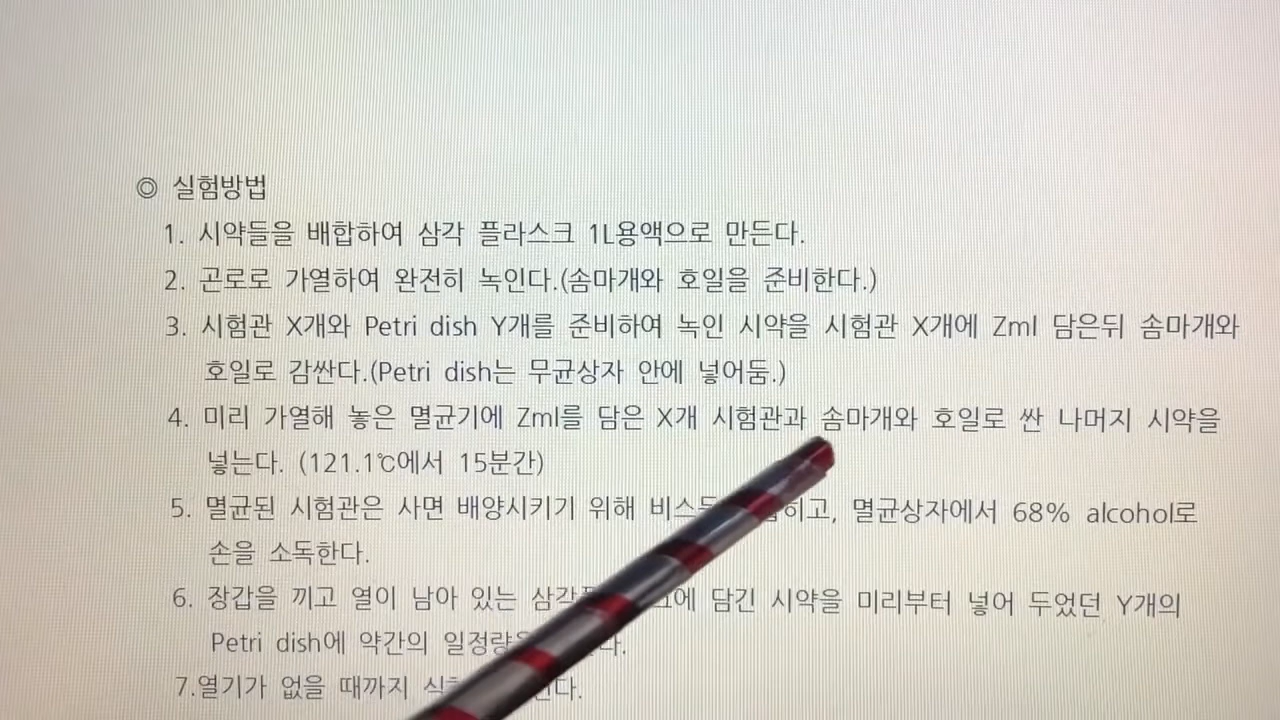 ◎ 실험방법
1. 시약들을 배합하여 삼각 플라스크 1L용액으로 만든다.
2. 곤로로 가열하여 완전히 녹인다.(솜마개와 호일을 준비한다.)
3. 시험관 X개와 Petri dish Y개를 준비하여 녹인 시약을 시험관 X개에 Zml 담은뒤 솜마개와
호일로 감싼다.(Petri dish는 무균상자 안에 넣어둠.)
4. 미리 가열해 놓은 멸균기에 Zml를 담은 X개 시험관과 솜마개와 호일로 싼 나머지 시약을
넣는다. (121.1℃에서 15분간)
5. 멸균된 시험관은 사면 배양시키기 위해 멸균상자에서 68% alcohol로
손을 소독한다.
6. 장갑을 끼고 열이 남아 있는 담긴 시약을 미리부터 넣어 두었던 Y개의
Petri dish에 약간의
7.열기가 없을 때까지